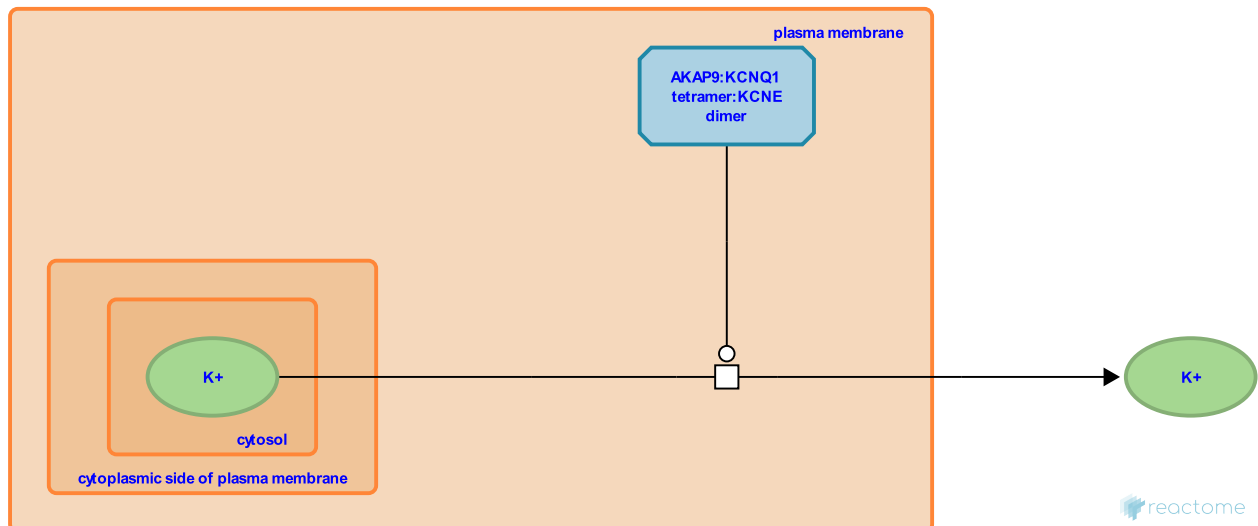 plasma membrane
AKAP9:KCNQ1
tetramer:KCNE
dimer
K+
K+
cytosol
cytoplasmic side of plasma membrane
reactome